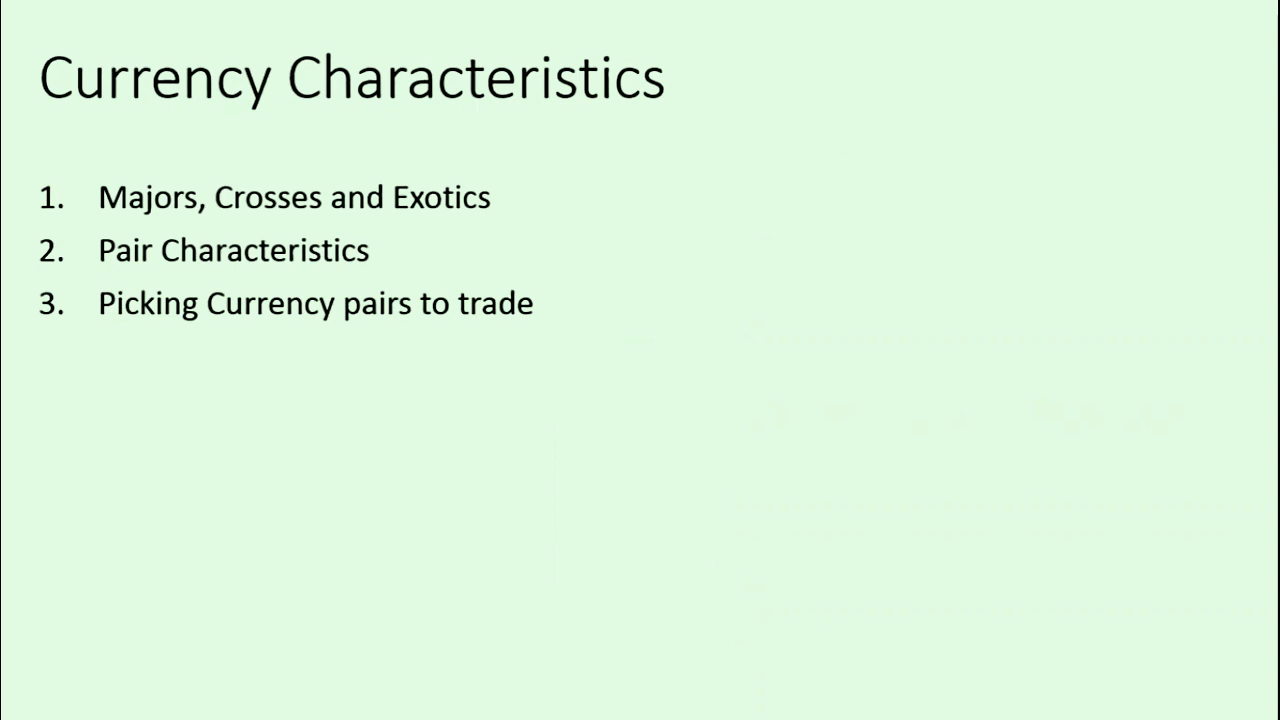 Currency Characteristics
1. Majors, Crosses and Exotics
2. Pair Characteristics
3. Picking Currency pairs to trade